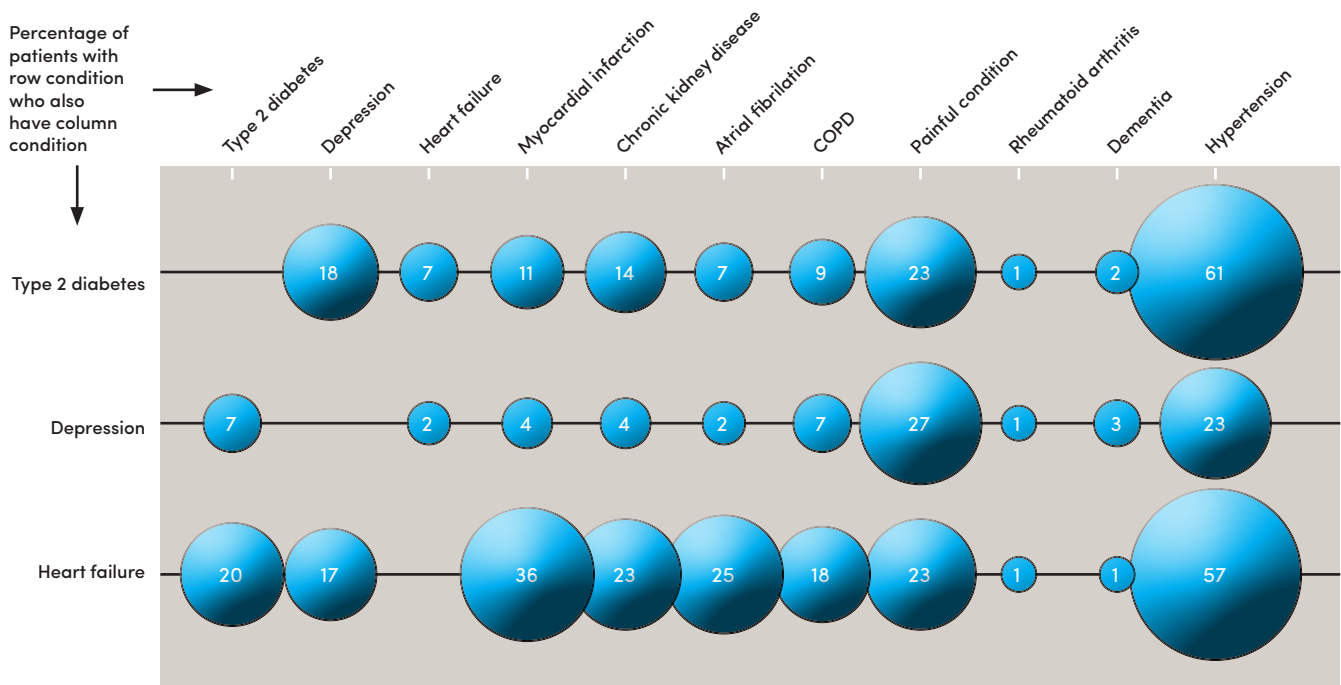 Percentage of
patients with
row condition
who also
have column
condition
Type 2 diabetes
Depression
Heart failure
Myocardial infarction
Chronic kidney disease
Atrial fibrilation
COPD
Painful condition
Rheumatoid arthritis
Dementia
Hypertension
Type 2 diabetes 18 7 11 14 7 9 23 1 2 61
Depression 7 2 4 4 2 7 27 1 3 23
Heart failure 20 17 36 23 25 18 23 1 1 57